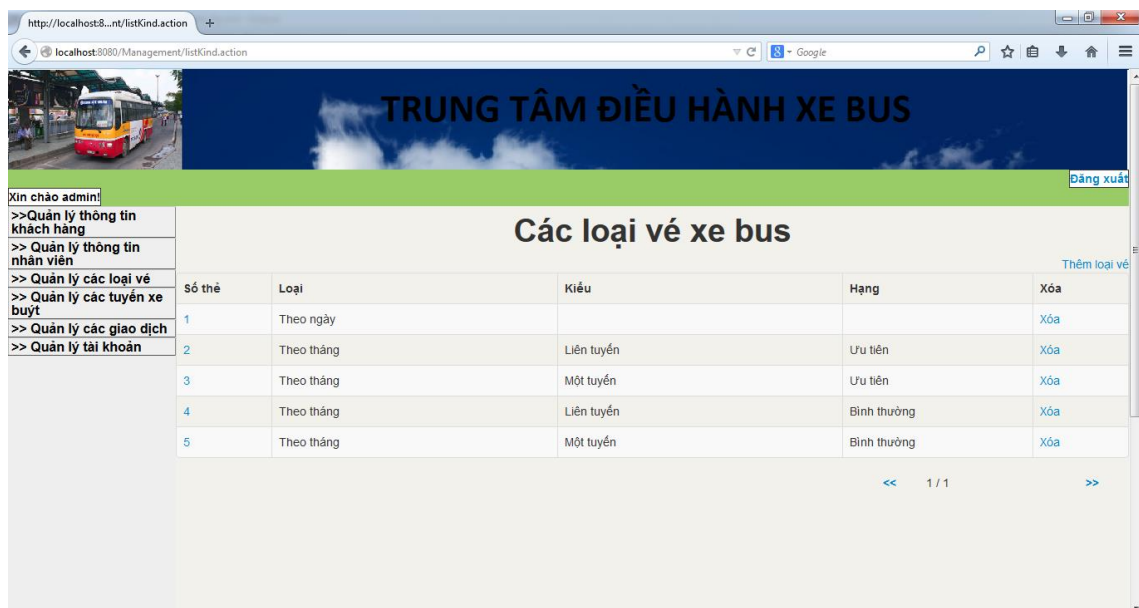 http://localhost:8...nt/listKind.action
localhost:8080/Management/listKind.action
Google
TRUNG TÂM ĐIỀU HÀNH XE BUS
Đăng xuất
Xin chào admin!
>>Quản lý thông tin
khách hàng
>> Quản lý thông tin
nhân viên
>> Quản lý các loại vé
>> Quản lý các tuyến xe
buýt
>> Quản lý các giao dịch
>> Quản lý tài khoản
Các loại vé xe bus
Thêm loại vé
Số thẻ Loại Kiểu Hạng Xóa
1 Theo ngày Xóa
2 Theo tháng Liên tuyến Ưu tiên Xóa
3 Theo tháng Một tuyến Ưu tiên Xóa
4 Theo tháng Liên tuyến Bình thường Xóa
5 Theo tháng Một tuyến Bình thường Xóa
<< 1 / 1 >>